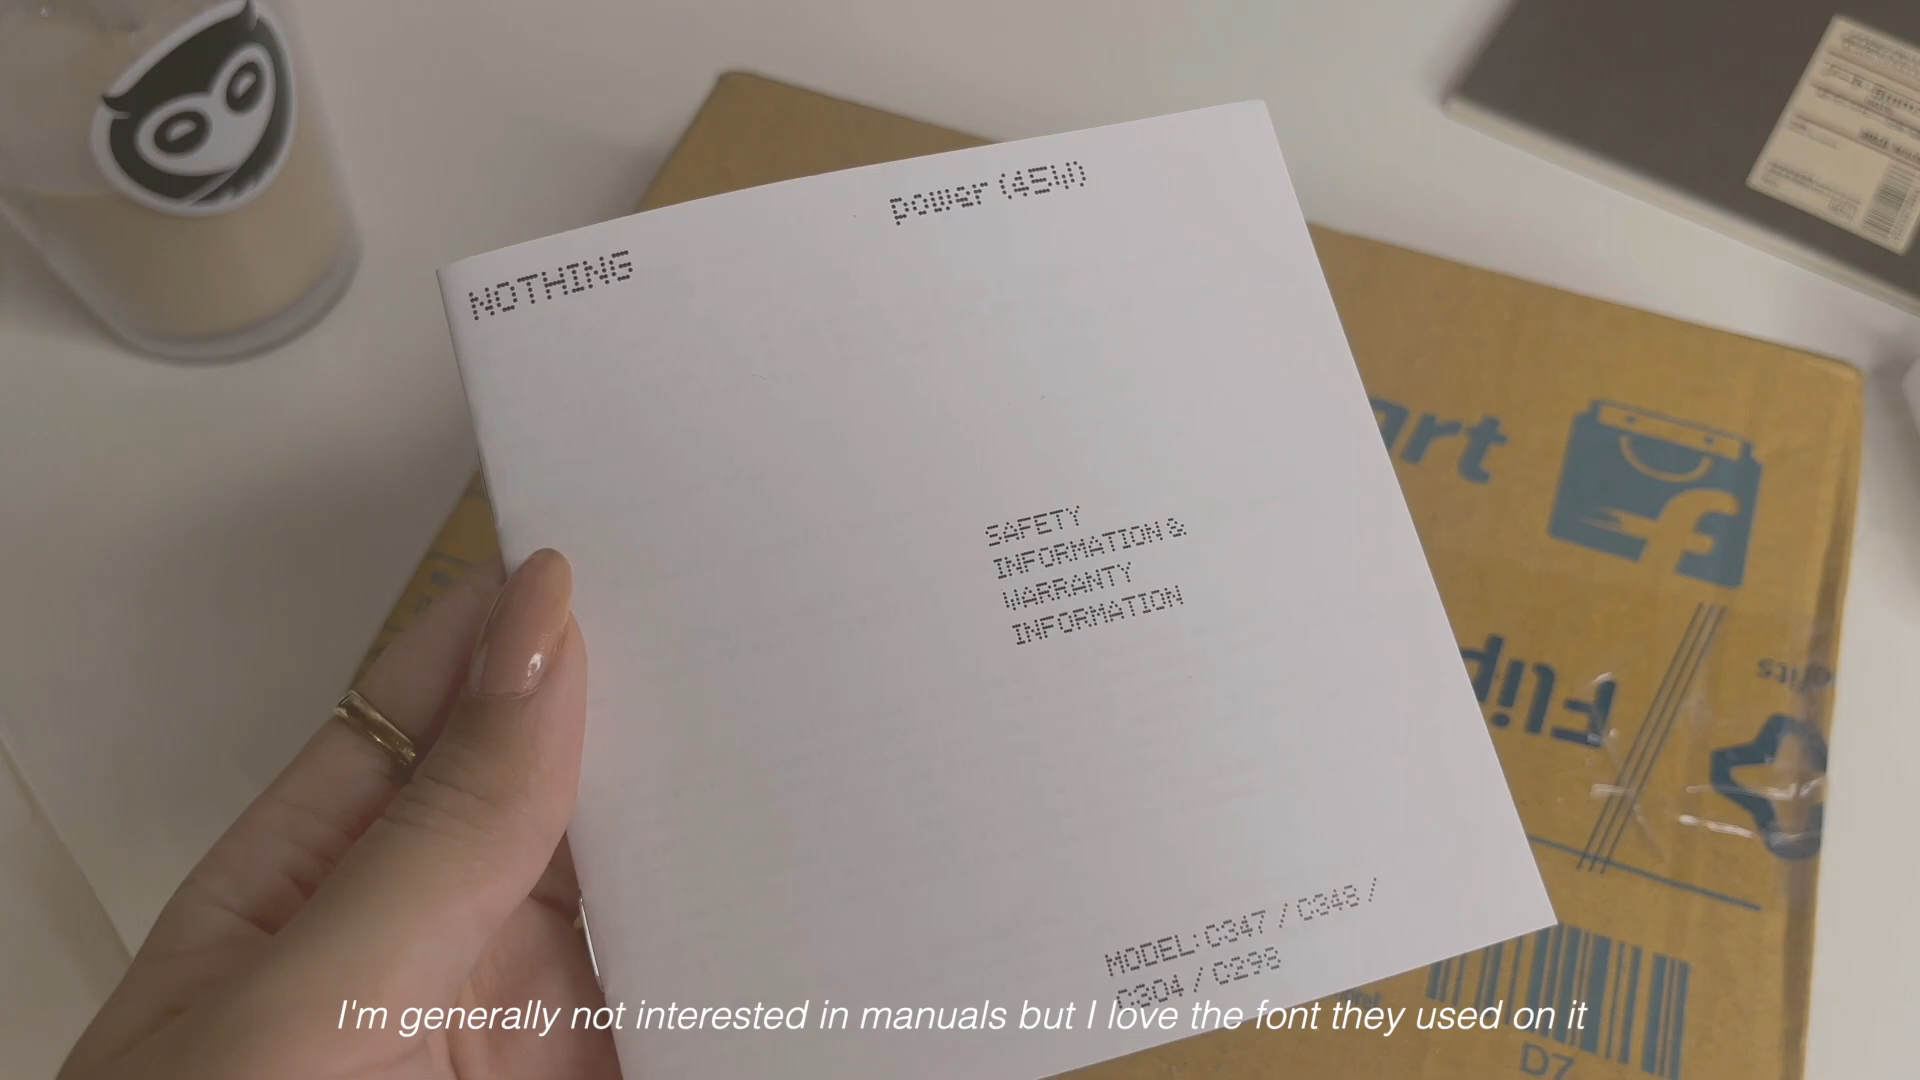 power (45W)
NOTHING
SAFETY
INFORMATION &
WARRANTY
INFORMATION
MODEL: C347 / C348 /
C304 / C298
art
Flip
D7
I'm generally not interested in manuals but I love the font they used on it